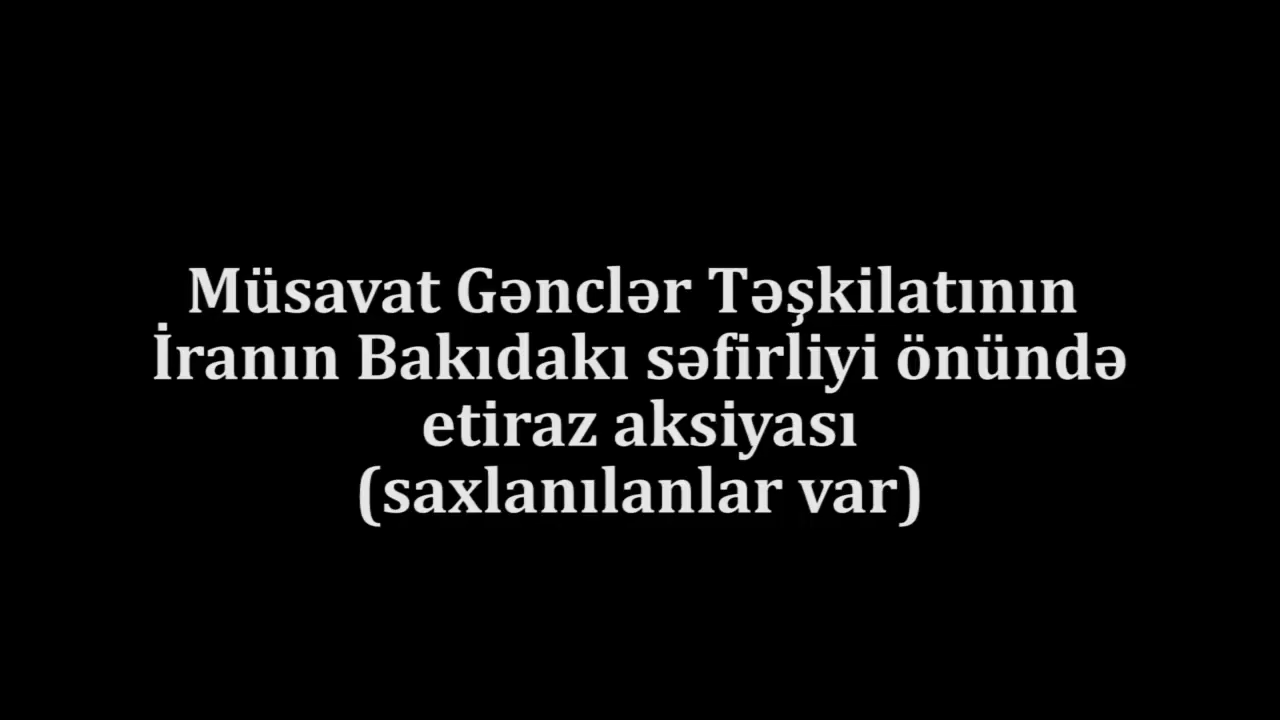 Müsavat Gənclər Təşkilatının
İranın Bakıdakı səfirliyi önündə
etiraz aksiyası
(saxlanılanlar var)